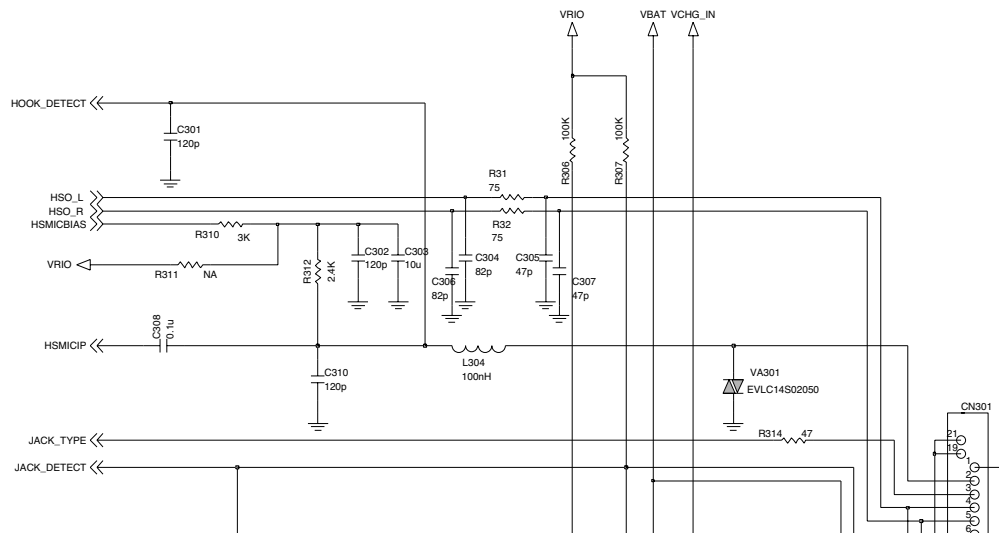 VRIO
VBAT
VCHG_IN
HOOK_DETECT
C301
120p
R306
100K
R307
100K
R31
75
HSO_L
HSO_R
HSMICBIAS
R32
75
R310
3K
VRIO
R311
NA
R312
2.4K
C302
120p
C303
10u
C304
82p
C306
82p
C305
47p
C307
47p
HSMICIP
C308
0.1u
L304
100nH
C310
120p
VA301
EVLC14S02050
CN301
JACK_TYPE
R314
47
JACK_DETECT
21
19
1
2
3
4
5
6